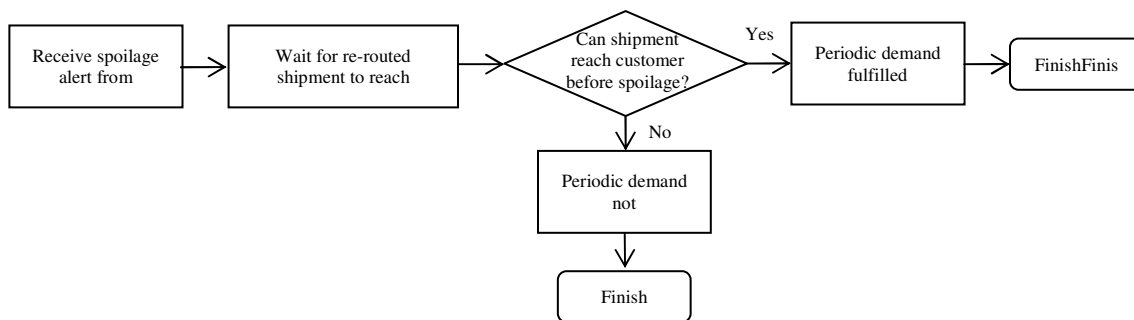 Receive spoilage
alert from
Wait for re-routed
shipment to reach
Can shipment
reach customer
before spoilage?
Yes
Periodic demand
fulfilled
FinishFinis
No
Periodic demand
not
Finish